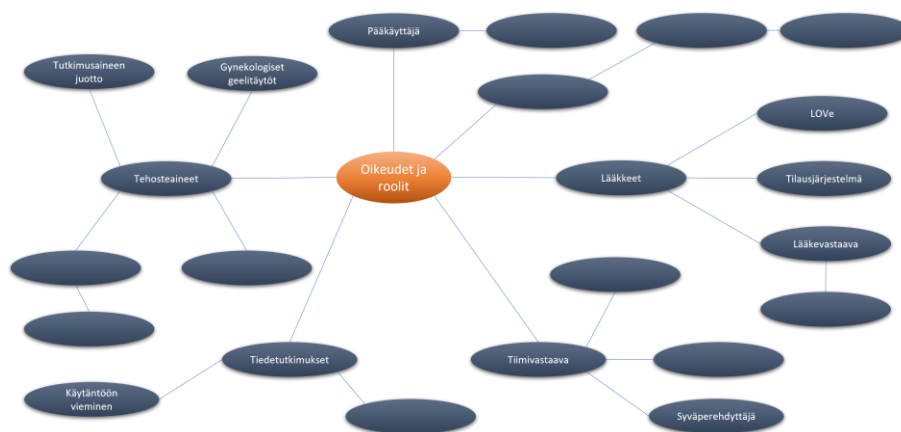 Pääkäyttäjä
Tutkimusaineen
juotto
Gynekologiset
geelitäytöt
LOVe
Oikeudet ja
roolit
Tehosteaineet
Lääkkeet
Tilausjärjestelmä
Lääkevastaava
Tiedetutkimukset
Tiimivastaava
Käytäntöön
vieminen
Syväperehdyttäjä